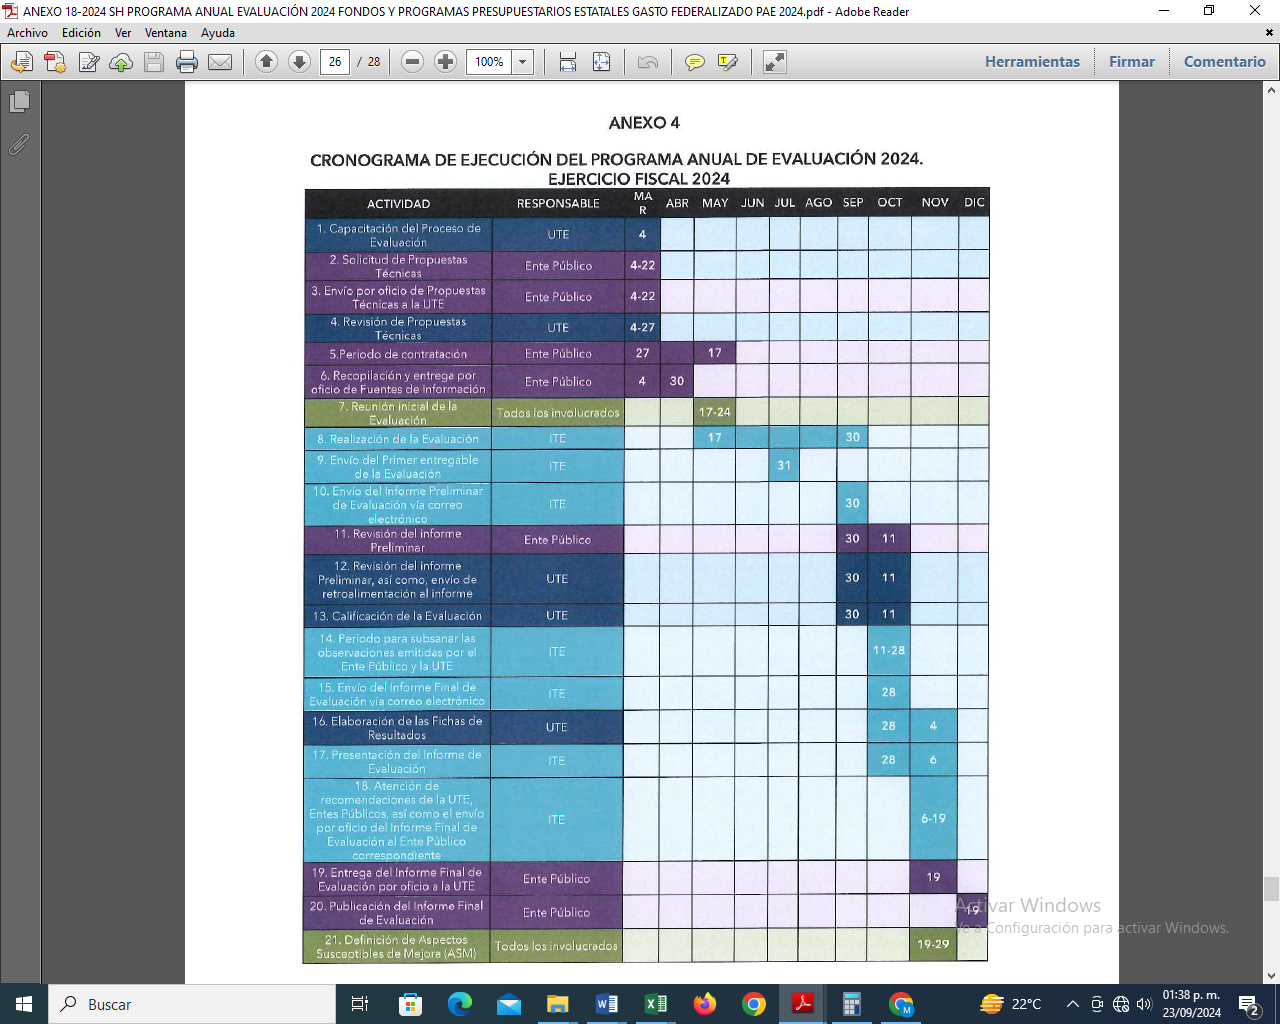 ANEXO 18-2024 SH PROGRAMA ANUAL EVALUACIÓN 2024 FONDOS Y PROGRAMAS PRESUPUESTARIOS ESTATALES GASTO FEDERALIZADO PAE 2024.pdf - Adobe Reader
Archivo Edición Ver Ventana Ayuda
26 / 28 100% Herramientas Firmar Comentario
ANEXO 4
CRONOGRAMA DE EJECUCIÓN DEL PROGRAMA ANUAL DE EVALUACIÓN 2024.
EJERCICIO FISCAL 2024
ACTIVIDAD RESPONSABLE MAR ABR MAY JUN JUL AGO SEP OCT NOV DIC
1. Capacitación del Proceso de
Evaluación
UTE 4
2. Solicitud de Propuestas
Técnicas
Ente Público 4-22
3. Envío por oficio de Propuestas
Técnicas a la UTE
Ente Público 4-22
4. Revisión de Propuestas
Técnicas
UTE 4-27
5.Periodo de contratación Ente Público 27 17
6. Recopilación y entrega por
oficio de Fuentes de Información
Ente Público 4 30
7. Reunión inicial de la
Evaluación
Todos los involucrados 17-24
8. Realización de la Evaluación ITE 17 30
9. Envío del Primer entregable
de la Evaluación
ITE 31
10. Envío del Informe Preliminar
de Evaluación vía correo
electrónico
ITE 30
11. Revisión del informe
Preliminar
Ente Público 30 11
12. Revisión del informe
Preliminar, así como, envío de
retroalimentación al informe
UTE 30 11
13. Calificación de la Evaluación UTE 30 11
14. Periodo para subsanar las
observaciones emitidas por el
Ente Público y la UTE
ITE 11-28
15. Envío del Informe Final de
Evaluación vía correo electrónico
ITE 28
16. Elaboración de las Fichas de
Resultados
UTE 28 4
17. Presentación del Informe de
Evaluación
ITE 28 6
18. Atención de
recomendaciones de la UTE,
Entes Públicos, así como el envío
por oficio del Informe Final de
Evaluación al Ente Público
correspondiente
ITE 6-19
19. Entrega del Informe Final de
Evaluación por oficio a la UTE
Ente Público 19
20. Publicación del Informe Final
de Evaluación
Ente Público 19
21. Definición de Aspectos
Susceptibles de Mejora (ASM)
Todos los involucrados 19-29
Activar Windows
Ve a Configuración para activar Windows.
Buscar
22°C
01:38 p. m.
23/09/2024
2